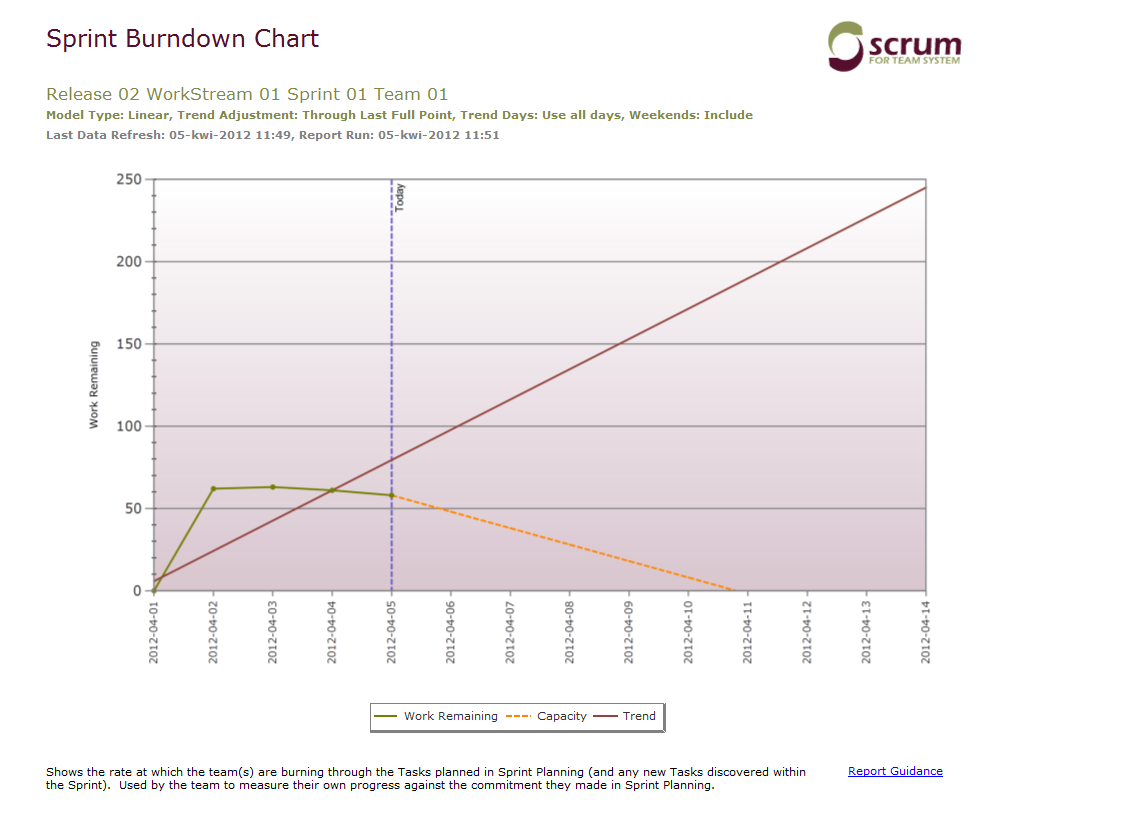 Sprint Burndown Chart
scrum
FOR TEAM SYSTEM
Release 02 WorkStream 01 Sprint 01 Team 01
Model Type: Linear, Trend Adjustment: Through Last Full Point, Trend Days: Use all days, Weekends: Include
Last Data Refresh: 05-kwi-2012 11:49, Report Run: 05-kwi-2012 11:51
250
200
150
100
50
0
Work Remaining
Today
2012-04-01
2012-04-02
2012-04-03
2012-04-04
2012-04-05
2012-04-06
2012-04-07
2012-04-08
2012-04-09
2012-04-10
2012-04-11
2012-04-12
2012-04-13
2012-04-14
Work Remaining Capacity Trend
Shows the rate at which the team(s) are burning through the Tasks planned in Sprint Planning (and any new Tasks discovered within
the Sprint). Used by the team to measure their own progress against the commitment they made in Sprint Planning.
Report Guidance